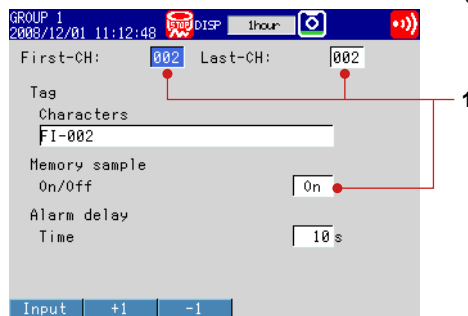 GROUP 1
2008/12/01 11:12:48 STOP DISP 1hour
First-CH: 002 Last-CH: 002
1
Tag
Characters
FI-002
Memory sample
On/Off On
Alarm delay
Time 10 s
Input +1 -1